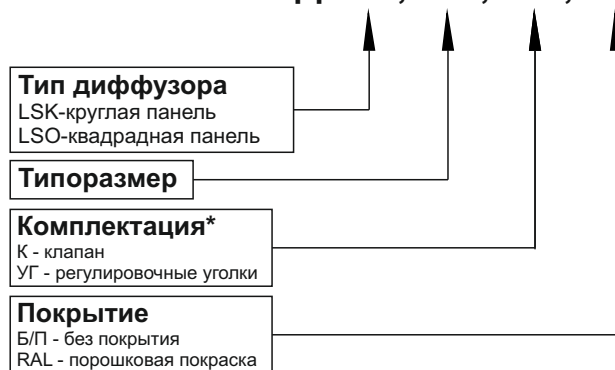 Тип диффузора
LSK-круглая панель
LSO-квадрадная панель
Типоразмер
Комплектация*
К - клапан
УГ - регулировочные уголки
Покрытие
Б/П - без покрытия
RAL - порошковая покраска